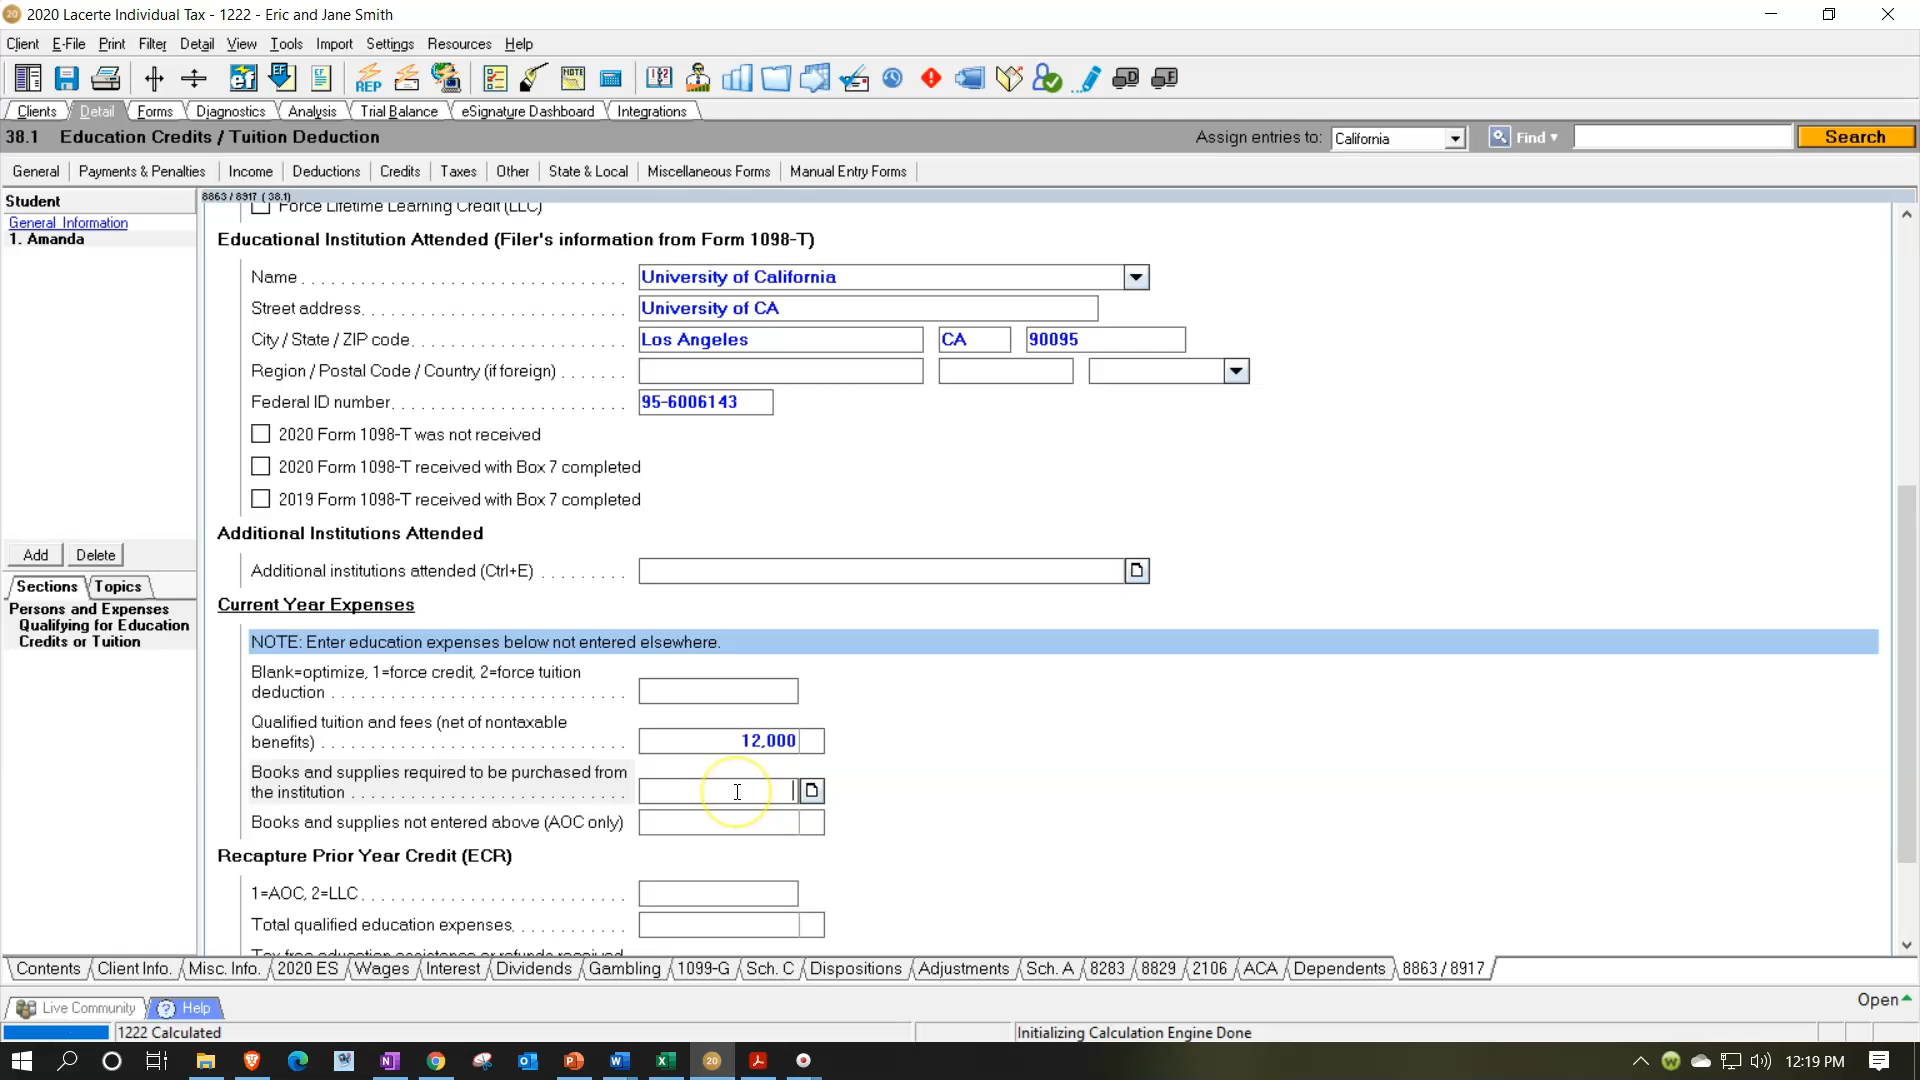 2020 Lacerte Individual Tax - 1222 - Eric and Jane Smith
Client E-File Print Filter Detail View Tools Import Settings Resources Help
Clients Detail Forms Diagnostics Analysis Trial Balance eSignature Dashboard Integrations
38.1 Education Credits / Tuition Deduction Assign entries to: California Find Search
General Payments & Penalties Income Deductions Credits Taxes Other State & Local Miscellaneous Forms Manual Entry Forms
Student
General Information
1. Amanda
Add Delete
Sections Topics
Persons and Expenses
Qualifying for Education
Credits or Tuition
8863 / 8917 ( 38.1)
Force Lifetime Learning Credit (LLC)
Educational Institution Attended (Filer's information from Form 1098-T)
Name University of California
Street address University of CA
City / State / ZIP code Los Angeles CA 90095
Region / Postal Code / Country (if foreign)
Federal ID number 95-6006143
2020 Form 1098-T was not received
2020 Form 1098-T received with Box 7 completed
2019 Form 1098-T received with Box 7 completed
Additional Institutions Attended
Additional institutions attended (Ctrl+E)
Current Year Expenses
NOTE: Enter education expenses below not entered elsewhere.
Blank=optimize, 1=force credit, 2=force tuition
deduction
Qualified tuition and fees (net of nontaxable
benefits) 12,000
Books and supplies required to be purchased from
the institution
Books and supplies not entered above (AOC only)
Recapture Prior Year Credit (ECR)
1=AOC, 2=LLC
Total qualified education expenses
Tax-free education assistance or refunds received
Contents Client Info. Misc. Info. 2020 ES Wages Interest Dividends Gambling 1099-G Sch. C Dispositions Adjustments Sch. A 8283 8829 2106 ACA Dependents 8863 / 8917
Live Community Help Open
1222 Calculated Initializing Calculation Engine Done
12:19 PM